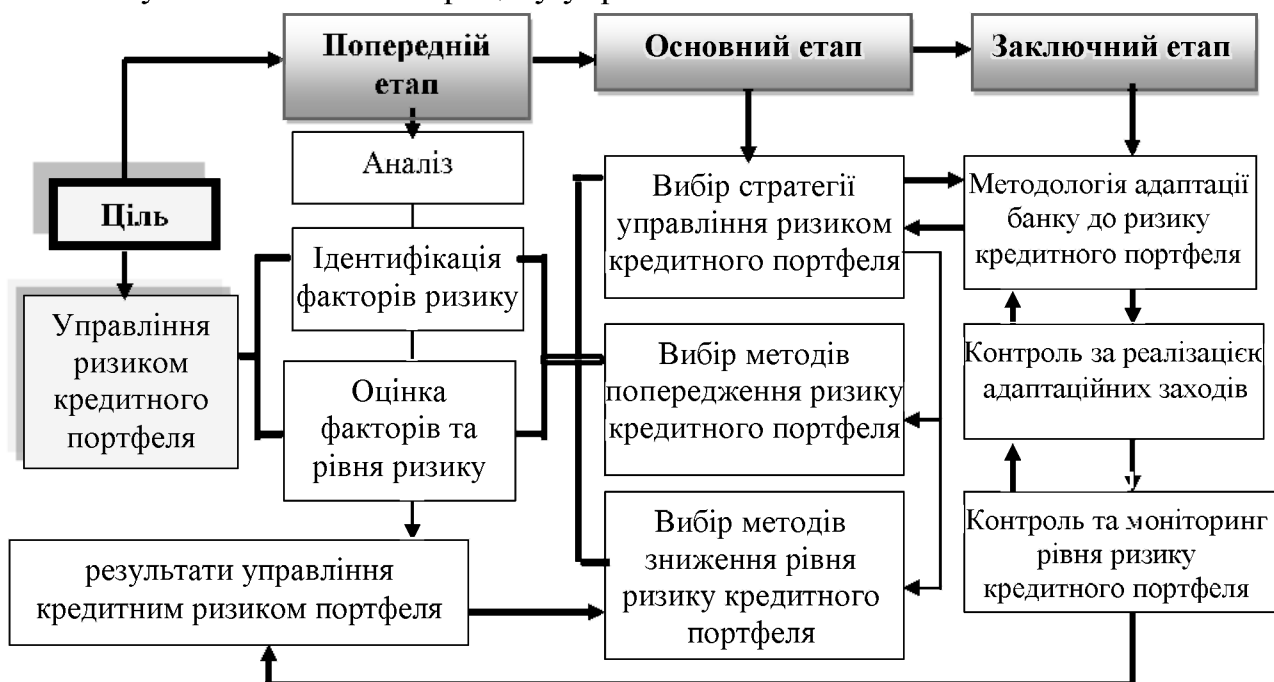 Попередній
етап
Основний етап
Заключний етап
Ціль
Управління
ризиком
кредитного
портфеля
Аналіз
Ідентифікація
факторів ризику
Оцінка
факторів та
рівня ризику
результати управління
кредитним ризиком портфеля
Вибір стратегії
управління ризиком
кредитного портфеля
Вибір методів
попередження ризику
кредитного портфеля
Вибір методів
зниження рівня
ризику кредитного
портфеля
Методологія адаптації
банку до ризику
кредитного портфеля
Контроль за реалізацією
адаптаційних заходів
Контроль та моніторинг
рівня ризику
кредитного портфеля